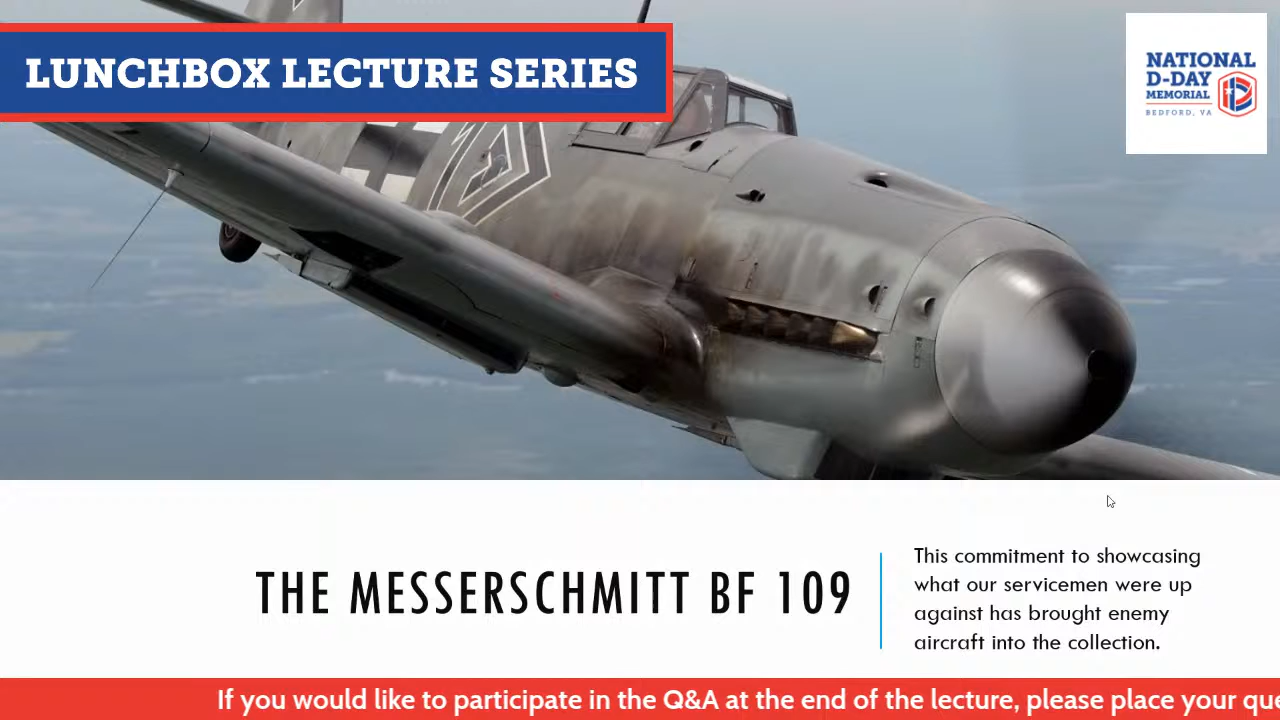 LUNCHBOX LECTURE SERIES
NATIONAL
D-DAY
MEMORIAL
BEDFORD, VA
THE MESSERSCHMITT BF 109
This commitment to showcasing
what our servicemen were up
against has brought enemy
aircraft into the collection.
If you would like to participate in the Q&A at the end of the lecture, please place your que